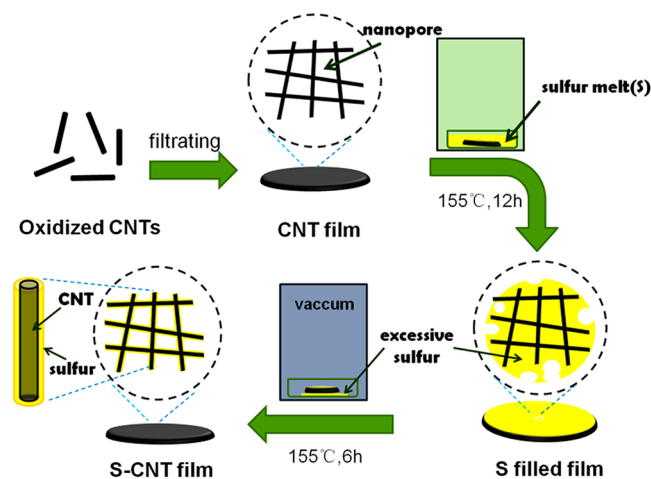 nanopore
sulfur melt(S)
filtrating
155℃,12h
Oxidized CNTs
CNT film
CNT
sulfur
vaccum
excessive
sulfur
155℃,6h
S-CNT film
S filled film